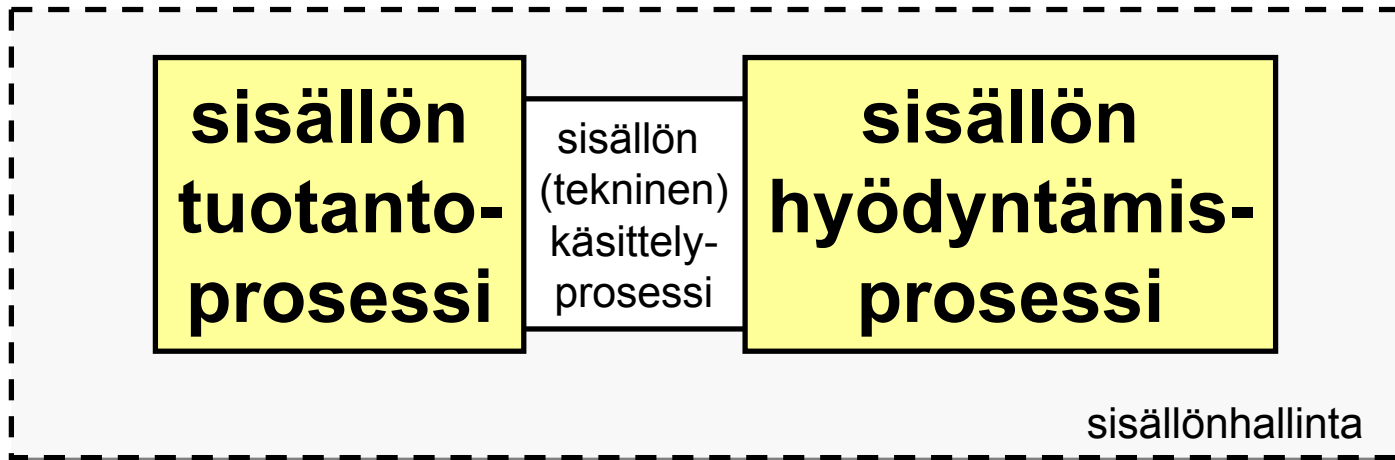 sisällön
tuotanto-
prosessi
sisällön
(tekninen)
käsittely-
prosessi
sisällön
hyödyntämis-
prosessi
sisällönhallinta